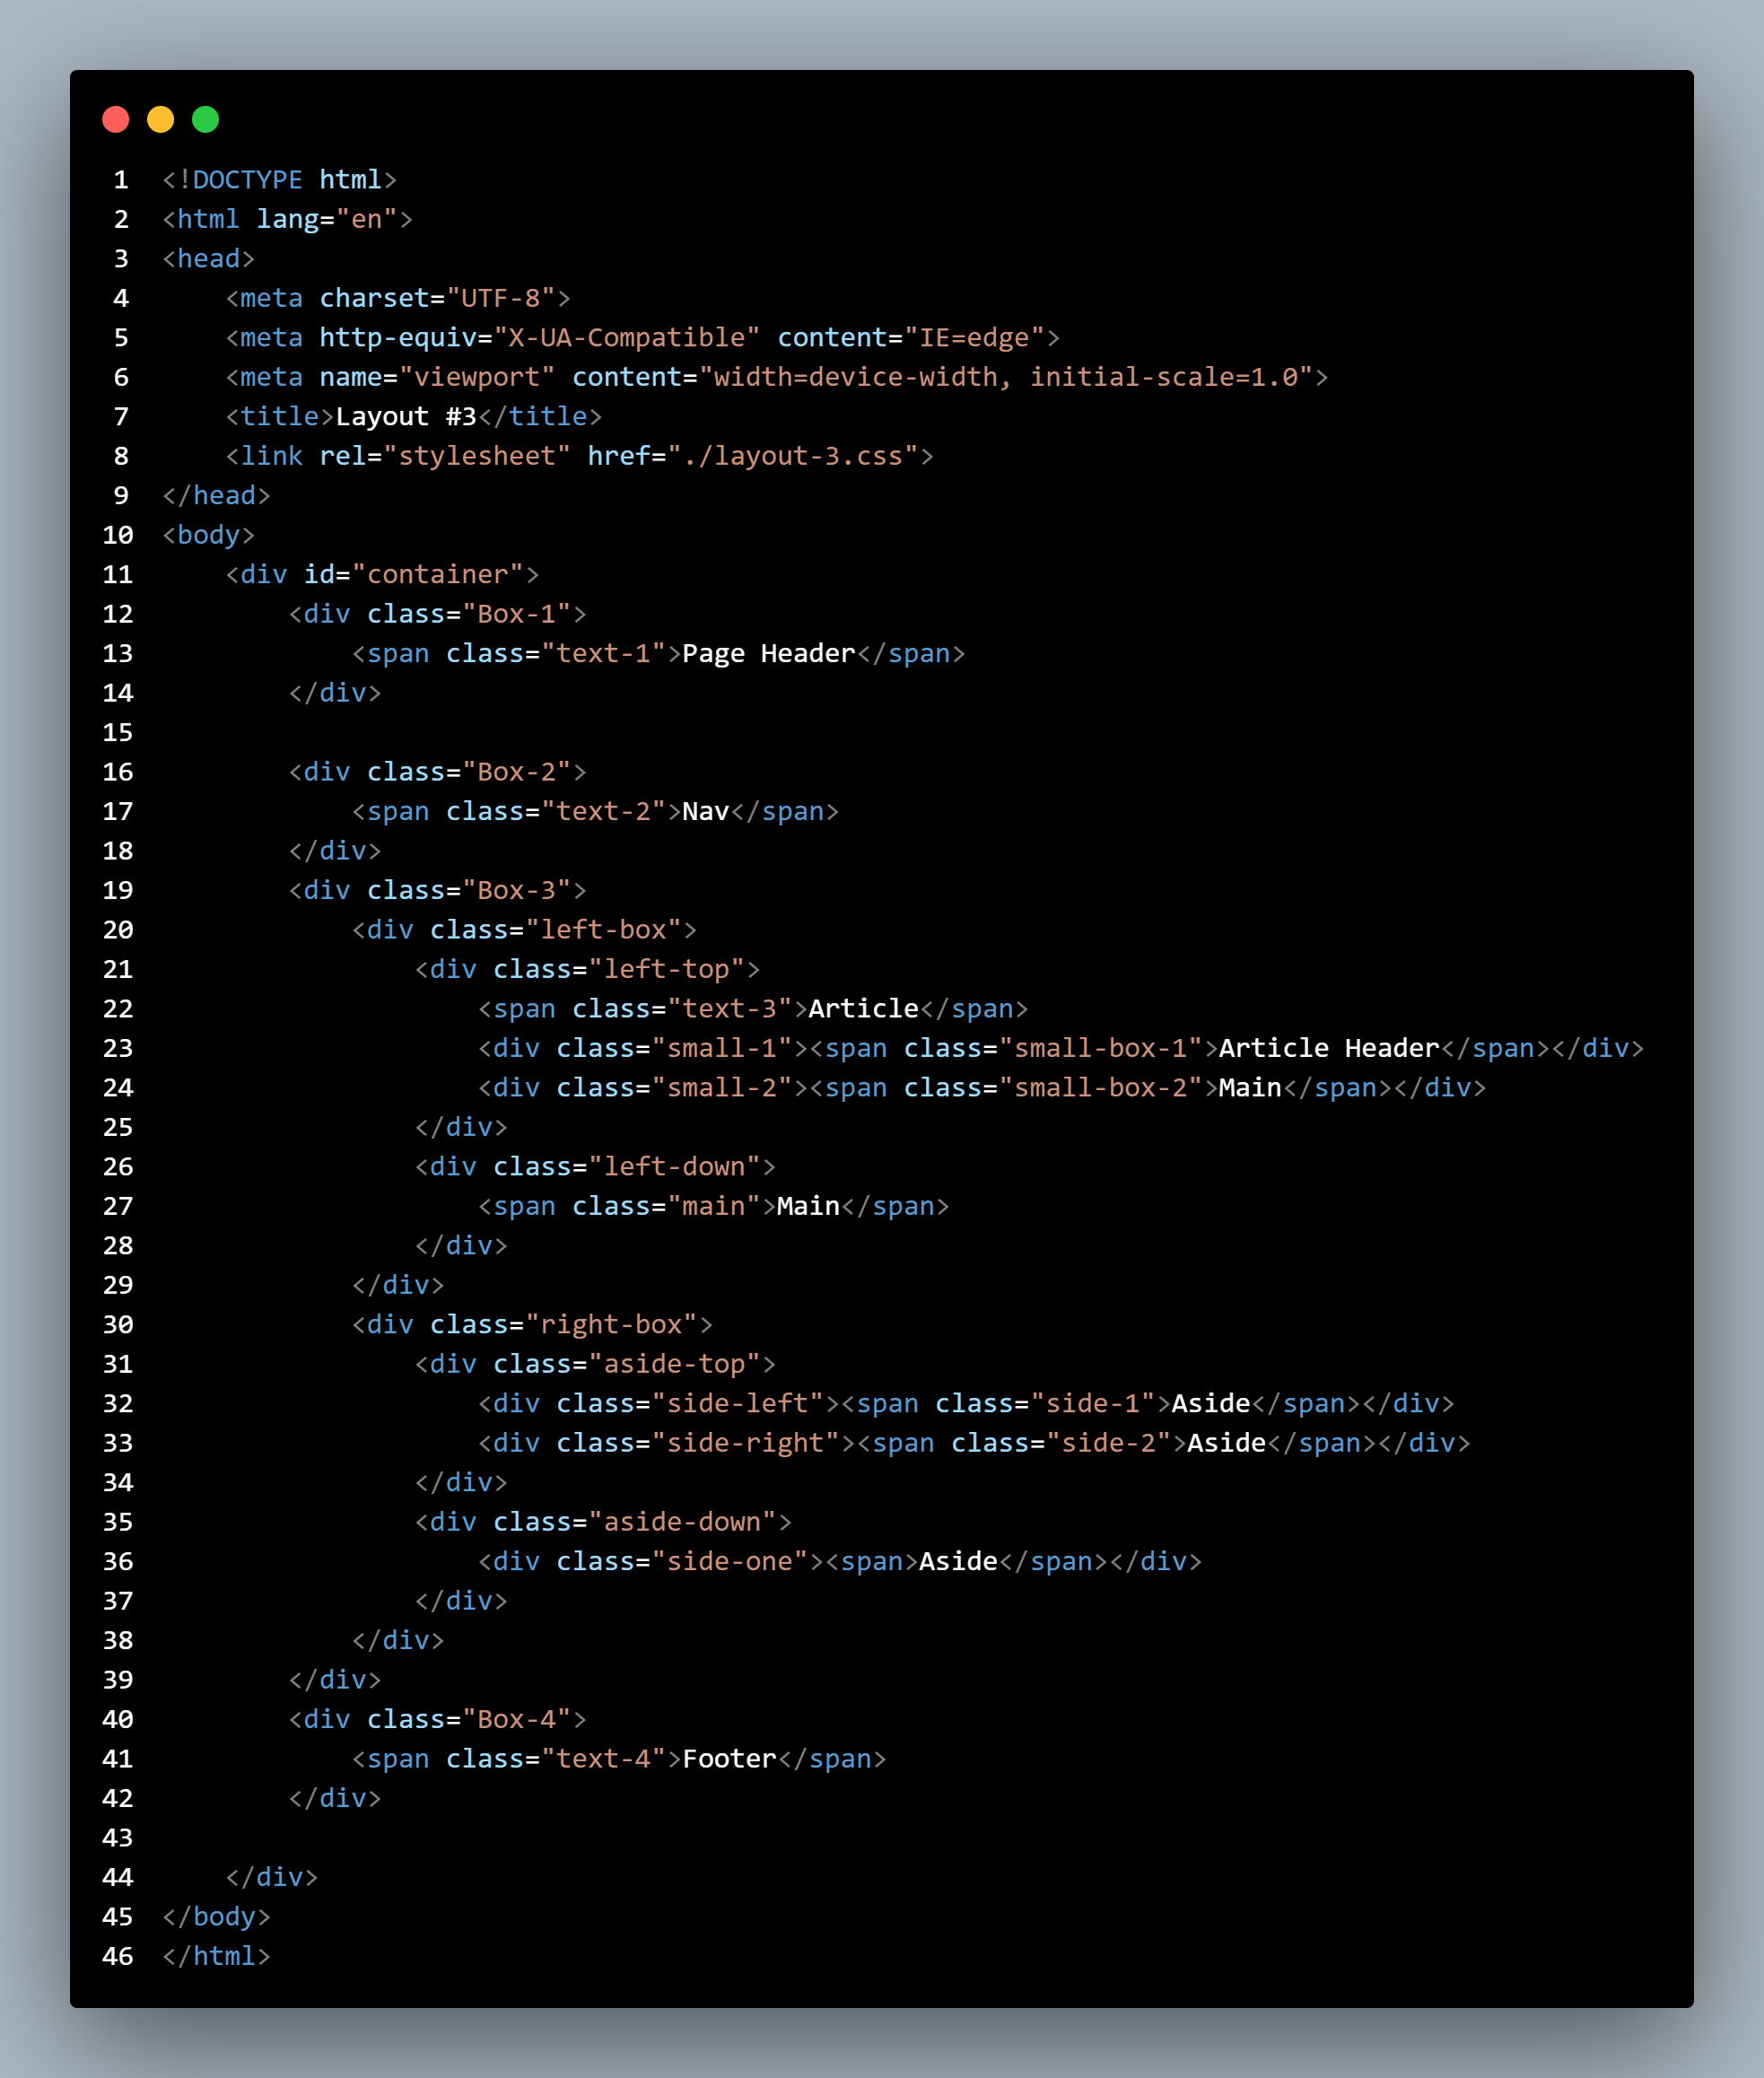 1 <!DOCTYPE html>
2 <html lang="en">
3 <head>
4     <meta charset="UTF-8">
5     <meta http-equiv="X-UA-Compatible" content="IE=edge">
6     <meta name="viewport" content="width=device-width, initial-scale=1.0">
7     <title>Layout #3</title>
8     <link rel="stylesheet" href="./layout-3.css">
9 </head>
10 <body>
11     <div id="container">
12         <div class="Box-1">
13             <span class="text-1">Page Header</span>
14         </div>
15
16         <div class="Box-2">
17             <span class="text-2">Nav</span>
18         </div>
19         <div class="Box-3">
20             <div class="left-box">
21                 <div class="left-top">
22                     <span class="text-3">Article</span>
23                     <div class="small-1"><span class="small-box-1">Article Header</span></div>
24                     <div class="small-2"><span class="small-box-2">Main</span></div>
25                 </div>
26                 <div class="left-down">
27                     <span class="main">Main</span>
28                 </div>
29             </div>
30             <div class="right-box">
31                 <div class="aside-top">
32                     <div class="side-left"><span class="side-1">Aside</span></div>
33                     <div class="side-right"><span class="side-2">Aside</span></div>
34                 </div>
35                 <div class="aside-down">
36                     <div class="side-one"><span>Aside</span></div>
37                 </div>
38             </div>
39         </div>
40         <div class="Box-4">
41             <span class="text-4">Footer</span>
42         </div>
43
44     </div>
45 </body>
46 </html>